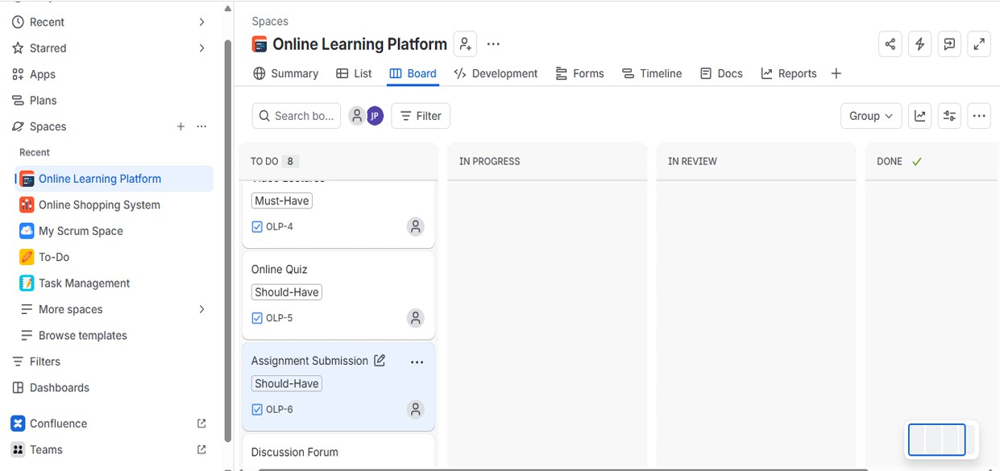 Recent
Starred
Apps
Plans
Spaces
Recent
Online Learning Platform
Online Shopping System
My Scrum Space
To-Do
Task Management
More spaces
Browse templates
Filters
Dashboards
Confluence
Teams
Spaces
Online Learning Platform
Summary List Board Development Forms Timeline Docs Reports
Search bo... JP Filter Group
TO DO 8 IN PROGRESS IN REVIEW DONE
Video Lectures
Must-Have
OLP-4
Online Quiz
Should-Have
OLP-5
Assignment Submission
Should-Have
OLP-6
Discussion Forum